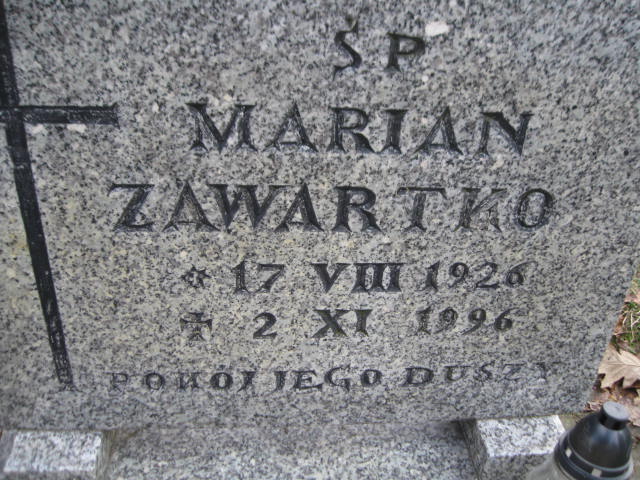 ŚP
MARIAN
ZAWARTKO
* 17 VIII 1926
✝ 2 XI 1996
POKÓJ JEGO DUSZY